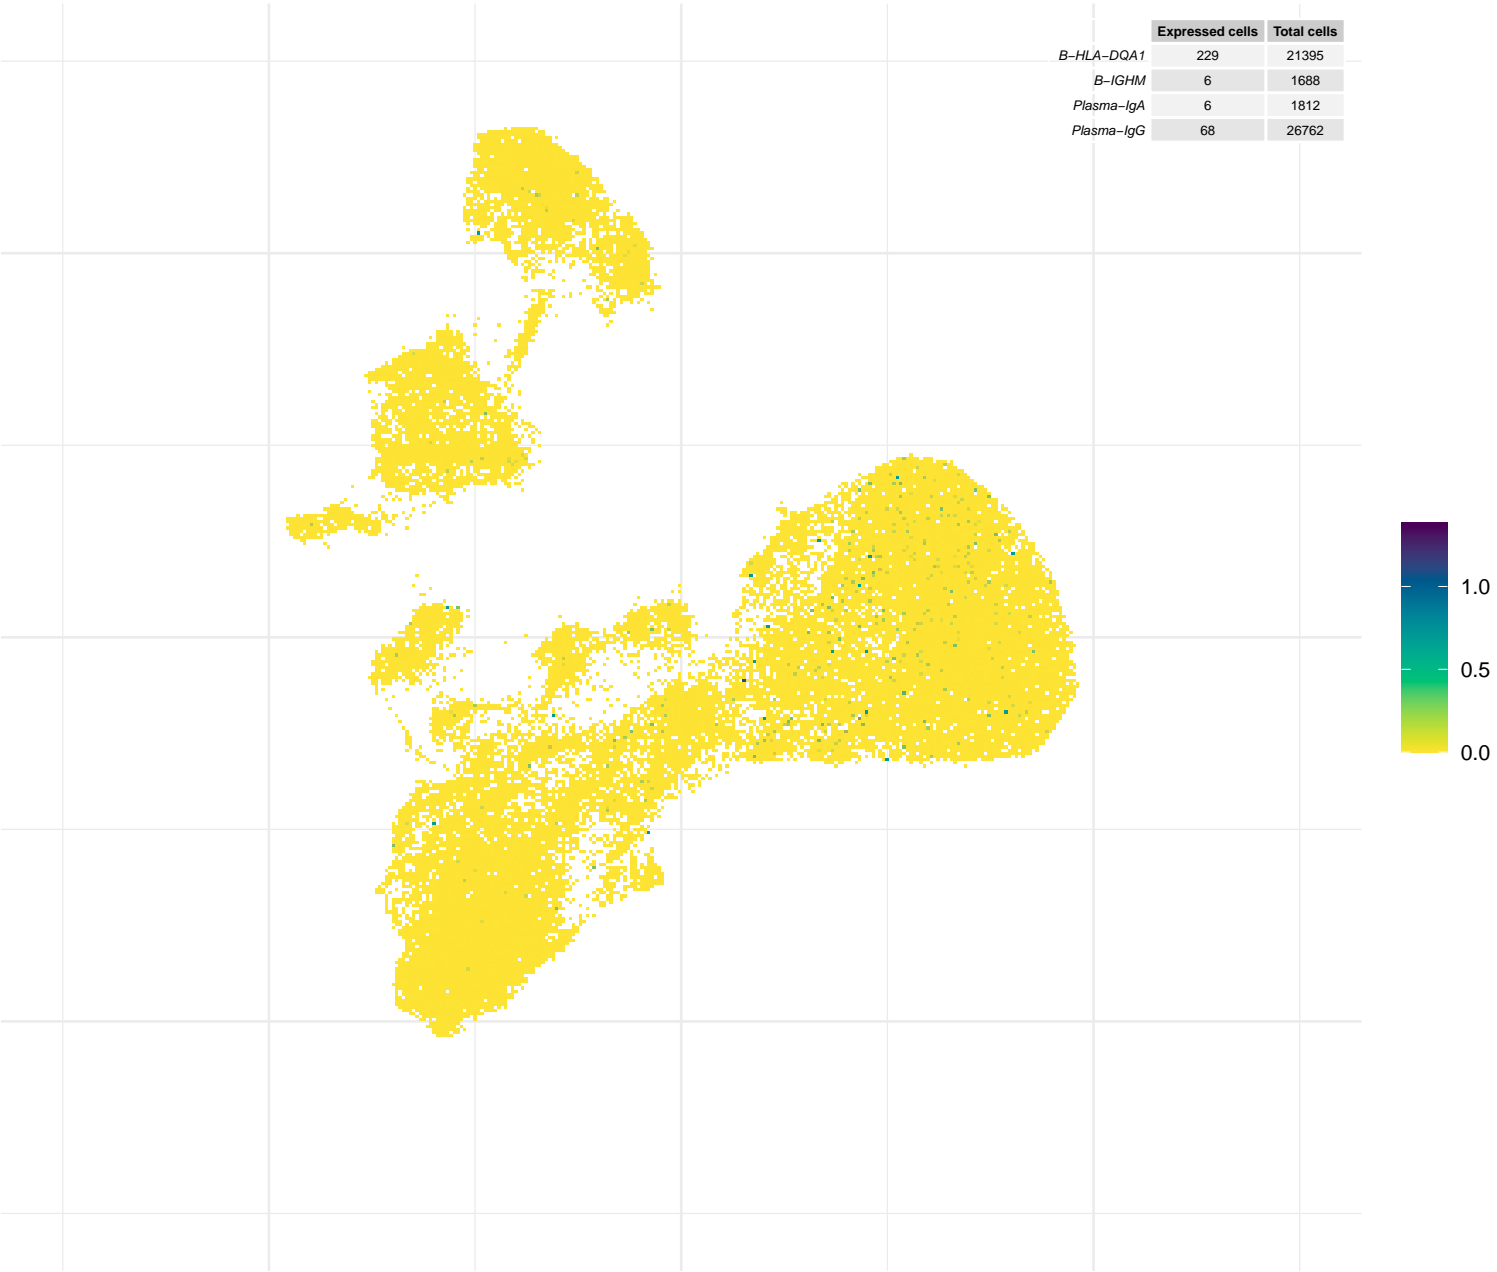 Expressed cells Total cells
B−HLA−DQA1 229 21395
B−IGHM 6 1688
Plasma−IgA 6 1812
Plasma−IgG 68 26762
1.0
0.5
0.0